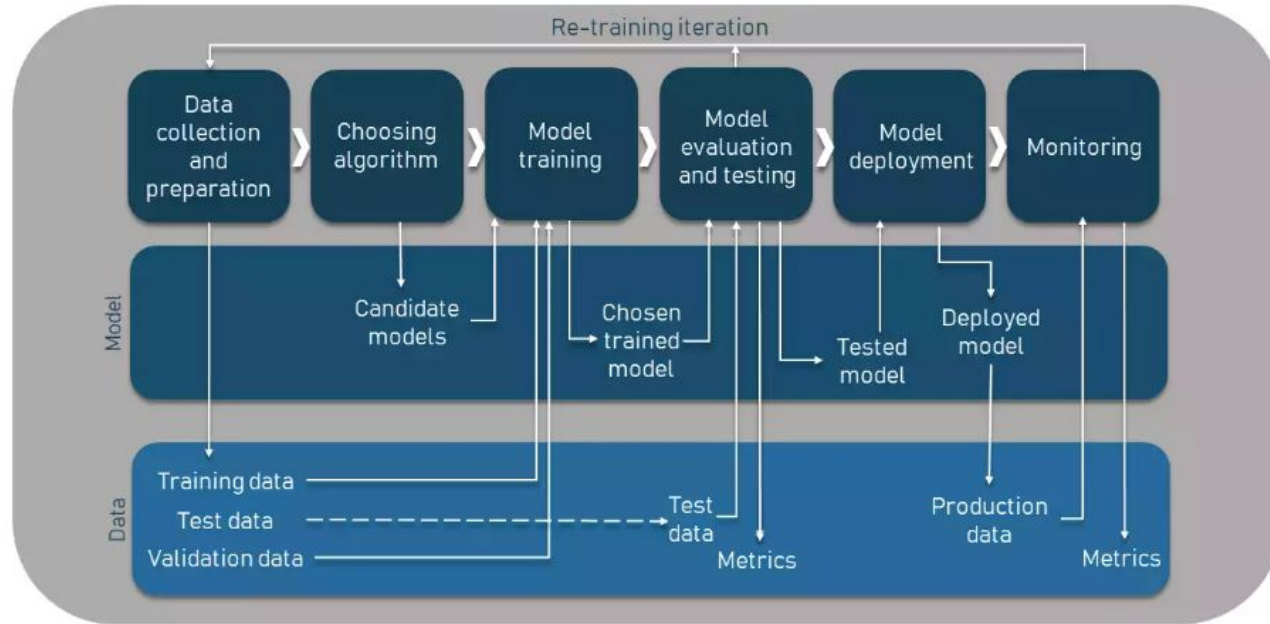 Re-training iteration
Data
collection
and
preparation
Choosing
algorithm
Model
training
Model
evaluation
and testing
Model
deployment
Monitoring
Model
Candidate
models
Chosen
trained
model
Tested
model
Deployed
model
Data
Training data
Test data
Validation data
Test
data
Metrics
Production
data
Metrics